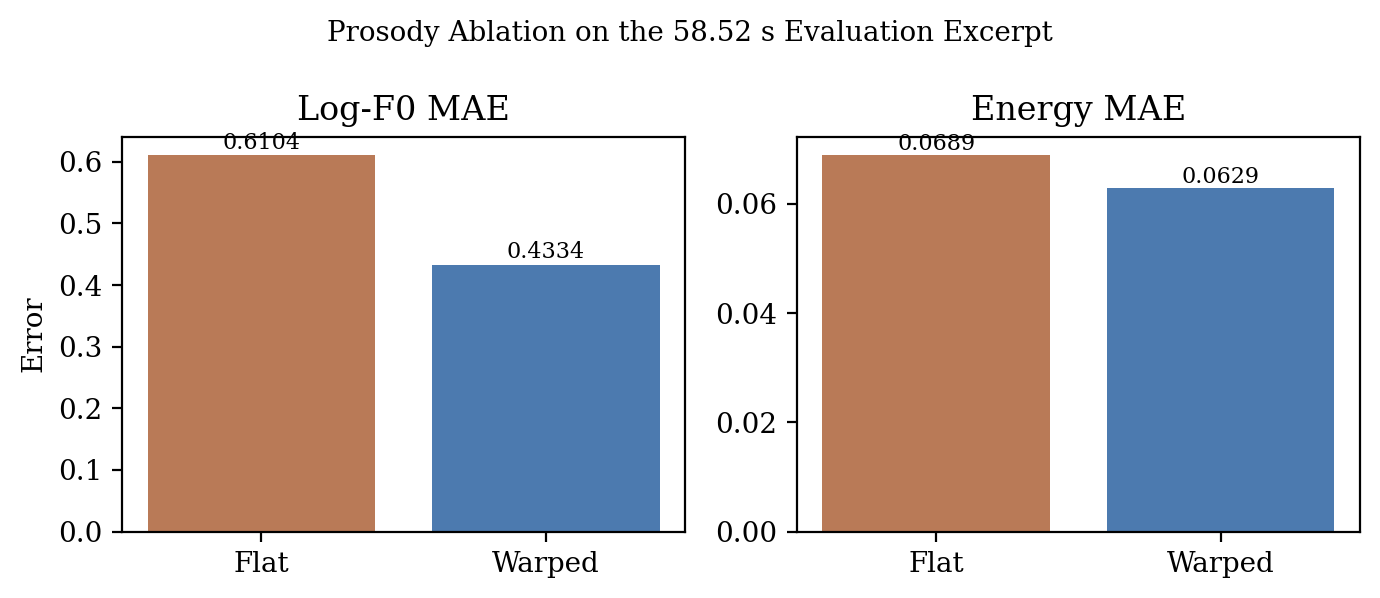 Prosody Ablation on the 58.52 s Evaluation Excerpt
Log-F0 MAE
Error
0.6
0.5
0.4
0.3
0.2
0.1
0.0
0.6104
0.4334
Flat
Warped
Energy MAE
0.06
0.04
0.02
0.00
0.0689
0.0629
Flat
Warped